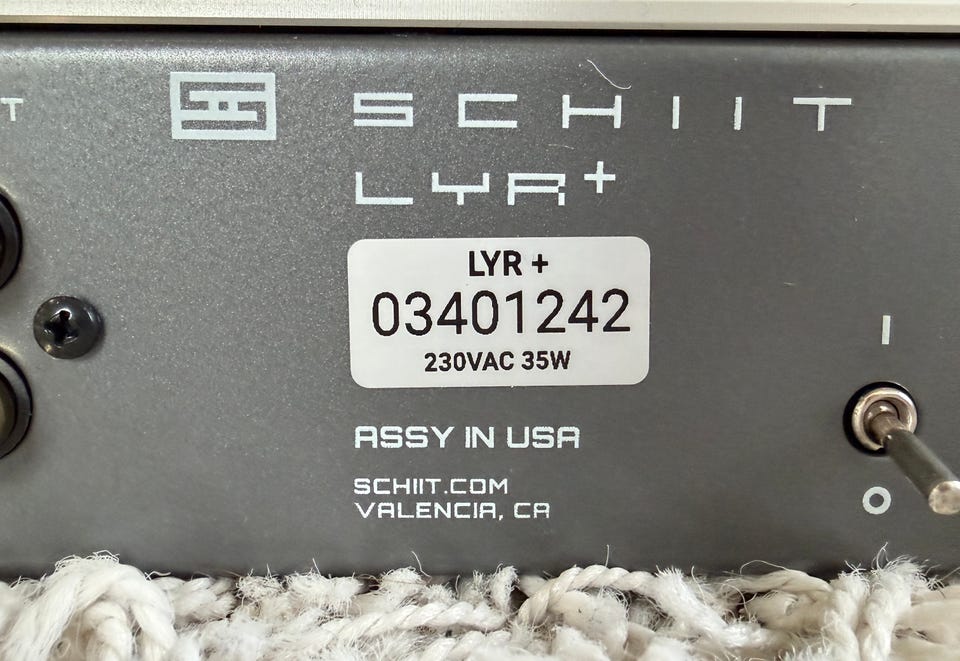 T
SCHIIT
LYR+
LYR +
03401242
230VAC 35W
ASSY IN USA
SCHIIT.COM
VALENCIA, CA
I
O